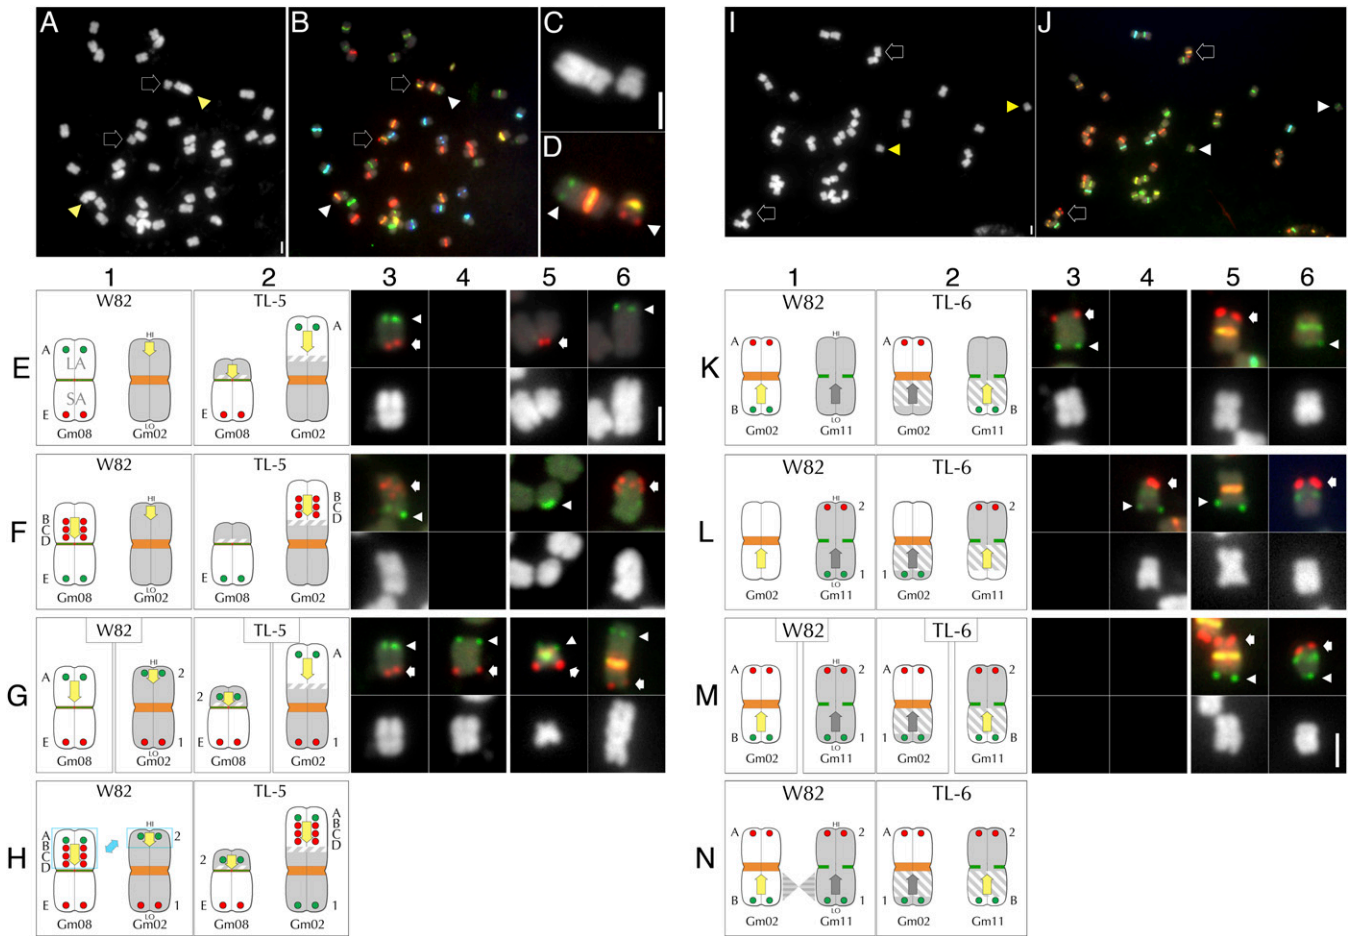 A B C I J
D
1 2 3 4 5 6 1 2 3 4 5 6
E W82 TL-5
A LA SA E HI LO A E
Gm08 Gm02 Gm08 Gm02
K W82 TL-6
A B LO A B
Gm02 Gm11 Gm02 Gm11
F W82 TL-5
B C D E HI LO B C D E
Gm08 Gm02 Gm08 Gm02
L W82 TL-6
2 1 LO 1 2
Gm02 Gm11 Gm02 Gm11
G W82 TL-5
A E HI 2 1 LO 2 E A 1
Gm08 Gm02 Gm08 Gm02
M W82 TL-6
A B 2 1 LO A 1 2 B
Gm02 Gm11 Gm02 Gm11
H W82 TL-5
A B C D E HI 2 1 LO 2 E A B C D 1
Gm08 Gm02 Gm08 Gm02
N W82 TL-6
A B 2 1 LO A 1 2 B
Gm02 Gm11 Gm02 Gm11